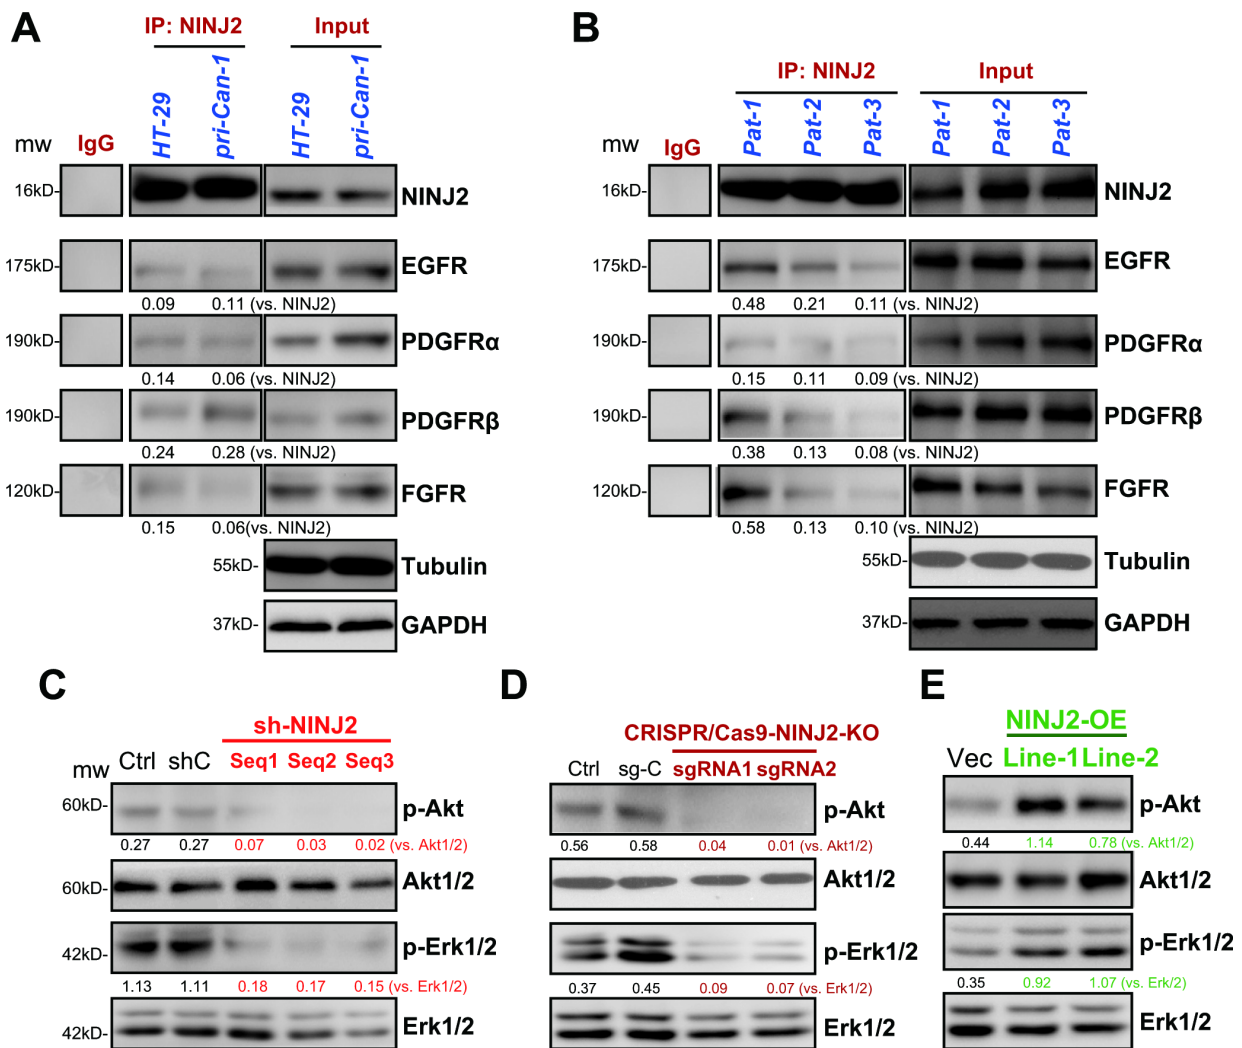 A
IP: NINJ2 Input
HT-29 pri-Can-1 HT-29 pri-Can-1
mw IgG
16kD- NINJ2
175kD- EGFR
0.09 0.11 (vs. NINJ2)
190kD- PDGFRα
0.14 0.06 (vs. NINJ2)
190kD- PDGFRβ
0.24 0.28 (vs. NINJ2)
120kD- FGFR
0.15 0.06(vs. NINJ2)
55kD- Tubulin
37kD- GAPDH
B
IP: NINJ2 Input
Pat-1 Pat-2 Pat-3 Pat-1 Pat-2 Pat-3
mw IgG
16kD- NINJ2
175kD- EGFR
0.48 0.21 0.11 (vs. NINJ2)
190kD- PDGFRα
0.15 0.11 0.09 (vs. NINJ2)
190kD- PDGFRβ
0.38 0.13 0.08 (vs. NINJ2)
120kD- FGFR
0.58 0.13 0.10 (vs. NINJ2)
55kD- Tubulin
37kD- GAPDH
C
sh-NINJ2
mw Ctrl shC Seq1 Seq2 Seq3
60kD- p-Akt
0.27 0.27 0.07 0.03 0.02 (vs. Akt1/2)
60kD- Akt1/2
42kD- p-Erk1/2
1.13 1.11 0.18 0.17 0.15 (vs. Erk1/2)
42kD- Erk1/2
D
CRISPR/Cas9-NINJ2-KO
Ctrl sg-C sgRNA1 sgRNA2
p-Akt
0.56 0.58 0.04 0.01 (vs. Akt1/2)
Akt1/2
p-Erk1/2
0.37 0.45 0.09 0.07 (vs. Erk1/2)
Erk1/2
E
NINJ2-OE
Vec Line-1 Line-2
p-Akt
0.44 1.14 0.78 (vs. Akt1/2)
Akt1/2
p-Erk1/2
0.35 0.92 1.07 (vs. Erk/2)
Erk1/2